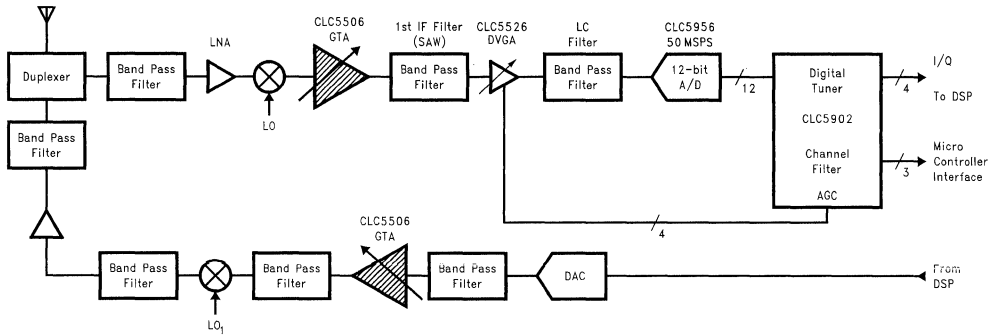 CLC5506
GTA
LNA
1st IF Filter
(SAW)
CLC5526
DVGA
LC
Filter
CLC5956
50 MSPS
Duplexer
Band Pass
Filter
LO
Band Pass
Filter
Band Pass
Filter
12-bit
A/D
12
Digital
Tuner
CLC5902
Channel
Filter
AGC
I/Q
4
To DSP
Micro
Controller
Interface
3
Band Pass
Filter
4
CLC5506
GTA
Band Pass
Filter
LO1
Band Pass
Filter
Band Pass
Filter
DAC
From
DSP